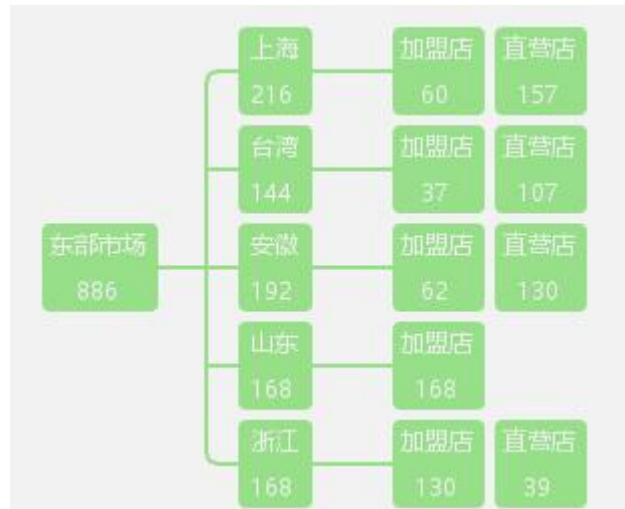 上海
216
加盟店
60
直营店
157
台湾
144
加盟店
37
直营店
107
东部市场
886
安徽
192
加盟店
62
直营店
130
山东
168
加盟店
168
浙江
168
加盟店
130
直营店
39